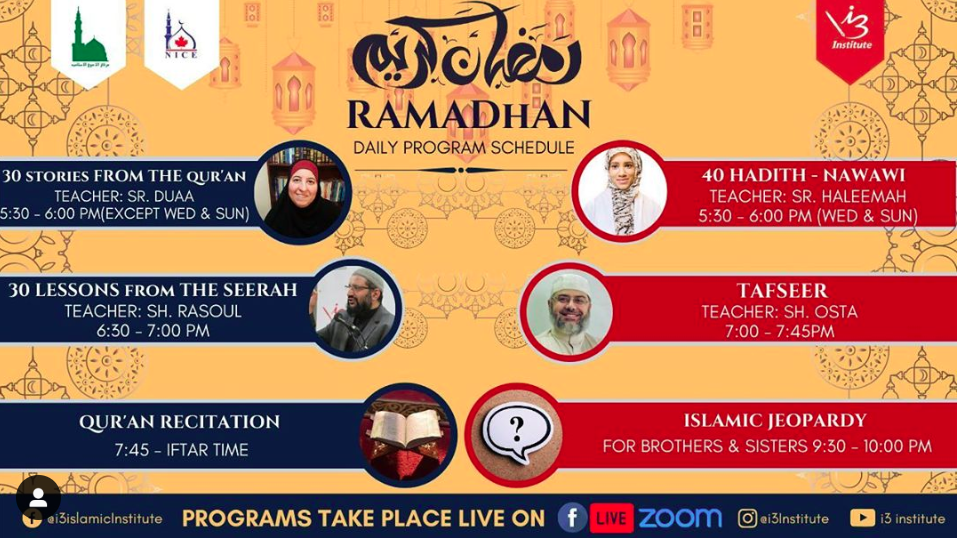 NICE
رمضان كريم
i3
Institute
RAMADhAN
DAILY PROGRAM SCHEDULE
30 STORIES FROM THE QUR'AN
TEACHER: SR. DUAA
5:30 - 6:00 PM(EXCEPT WED & SUN)
40 HADITH - NAWAWI
TEACHER: SR. HALEEMAH
5:30 - 6:00 PM (WED & SUN)
30 LESSONS from THE SEERAH
TEACHER: SH. RASOUL
6:30 - 7:00 PM
TAFSEER
TEACHER: SH. OSTA
7:00 - 7:45PM
QUR'AN RECITATION
7:45 - IFTAR TIME
?
ISLAMIC JEOPARDY
FOR BROTHERS & SISTERS 9:30 - 10:00 PM
@i3islamicInstitute
PROGRAMS TAKE PLACE LIVE ON
f
LIVE
zoom
@i3Institute
i3 institute